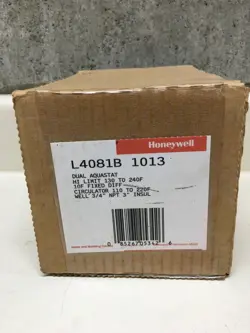 Honeywell
L4081B 1013
DUAL AQUASTAT
HI LIMIT 130 TO 240F
10F FIXED DIFF
CIRCULATOR 110 TO 220F
WELL 3/4" NPT 3" INSUL